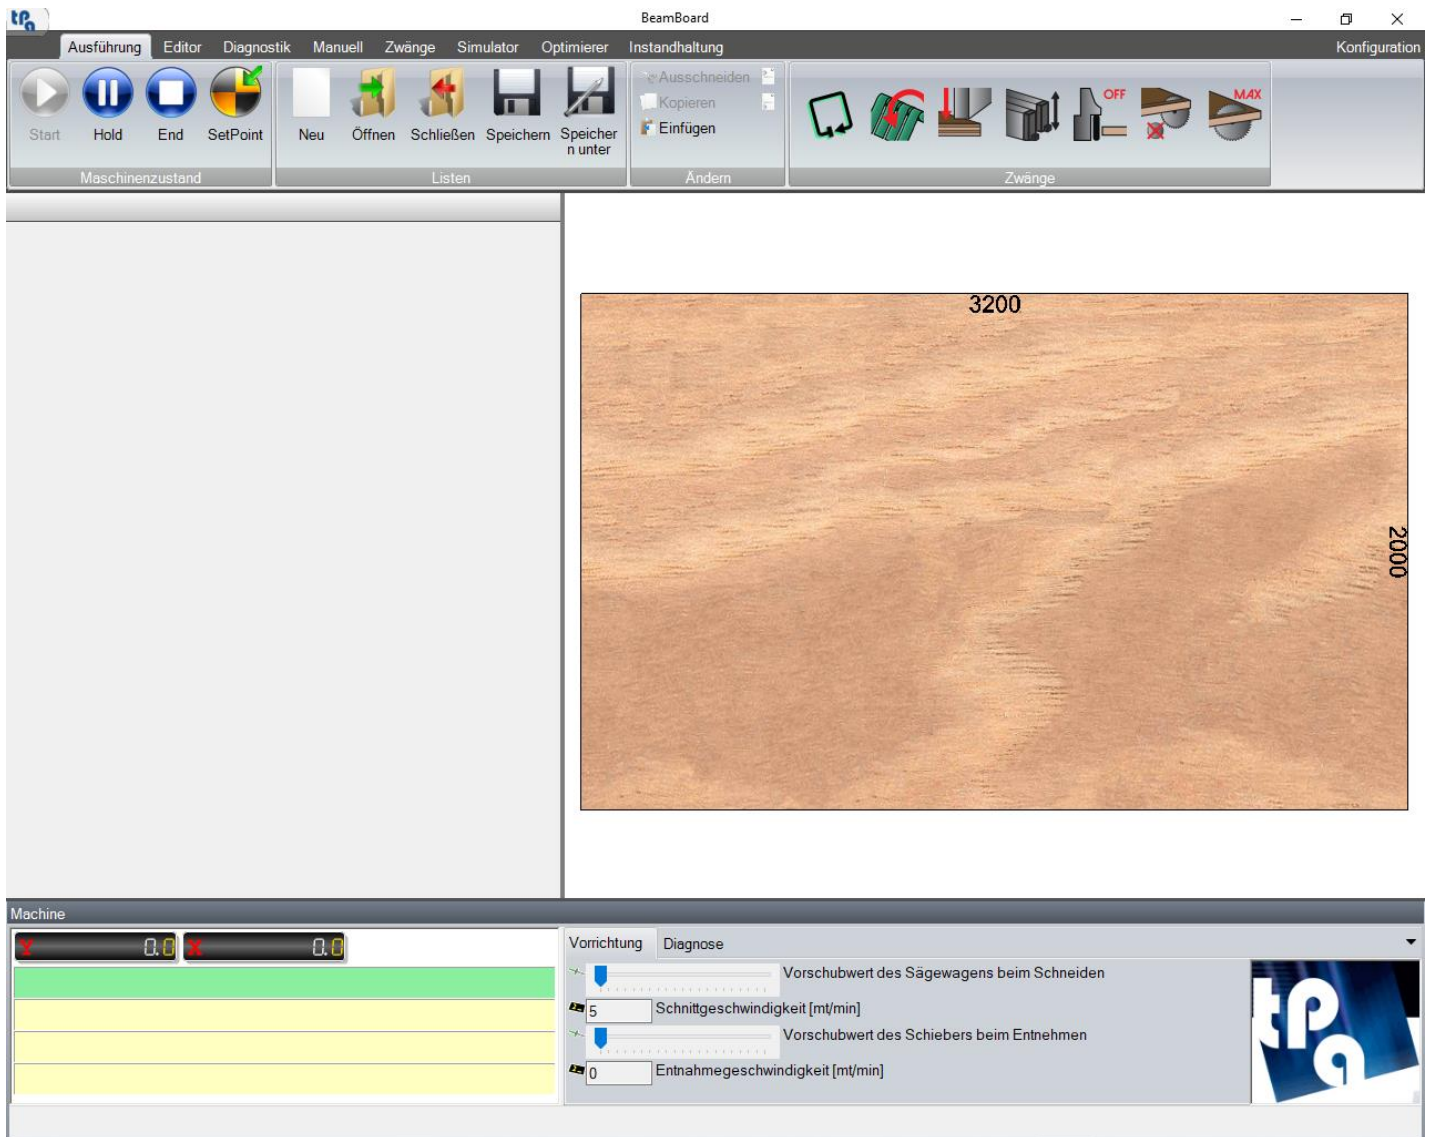 tpa
BeamBoard
Ausführung Editor Diagnostik Manuell Zwänge Simulator Optimierer Instandhaltung Konfiguration
Start Hold End SetPoint
Neu Öffnen Schließen Speichern Speicher
n unter
Ausschneiden
Kopieren
Einfügen
OFF
MAX
Maschinenzustand Listen Ändern Zwänge
3200
2000
Machine
Y 0.0 X 0.0
Vorrichtung Diagnose
Vorschubwert des Sägewagens beim Schneiden
5 Schnittgeschwindigkeit [mt/min]
Vorschubwert des Schiebers beim Entnehmen
0 Entnahmegeschwindigkeit [mt/min]
tpa